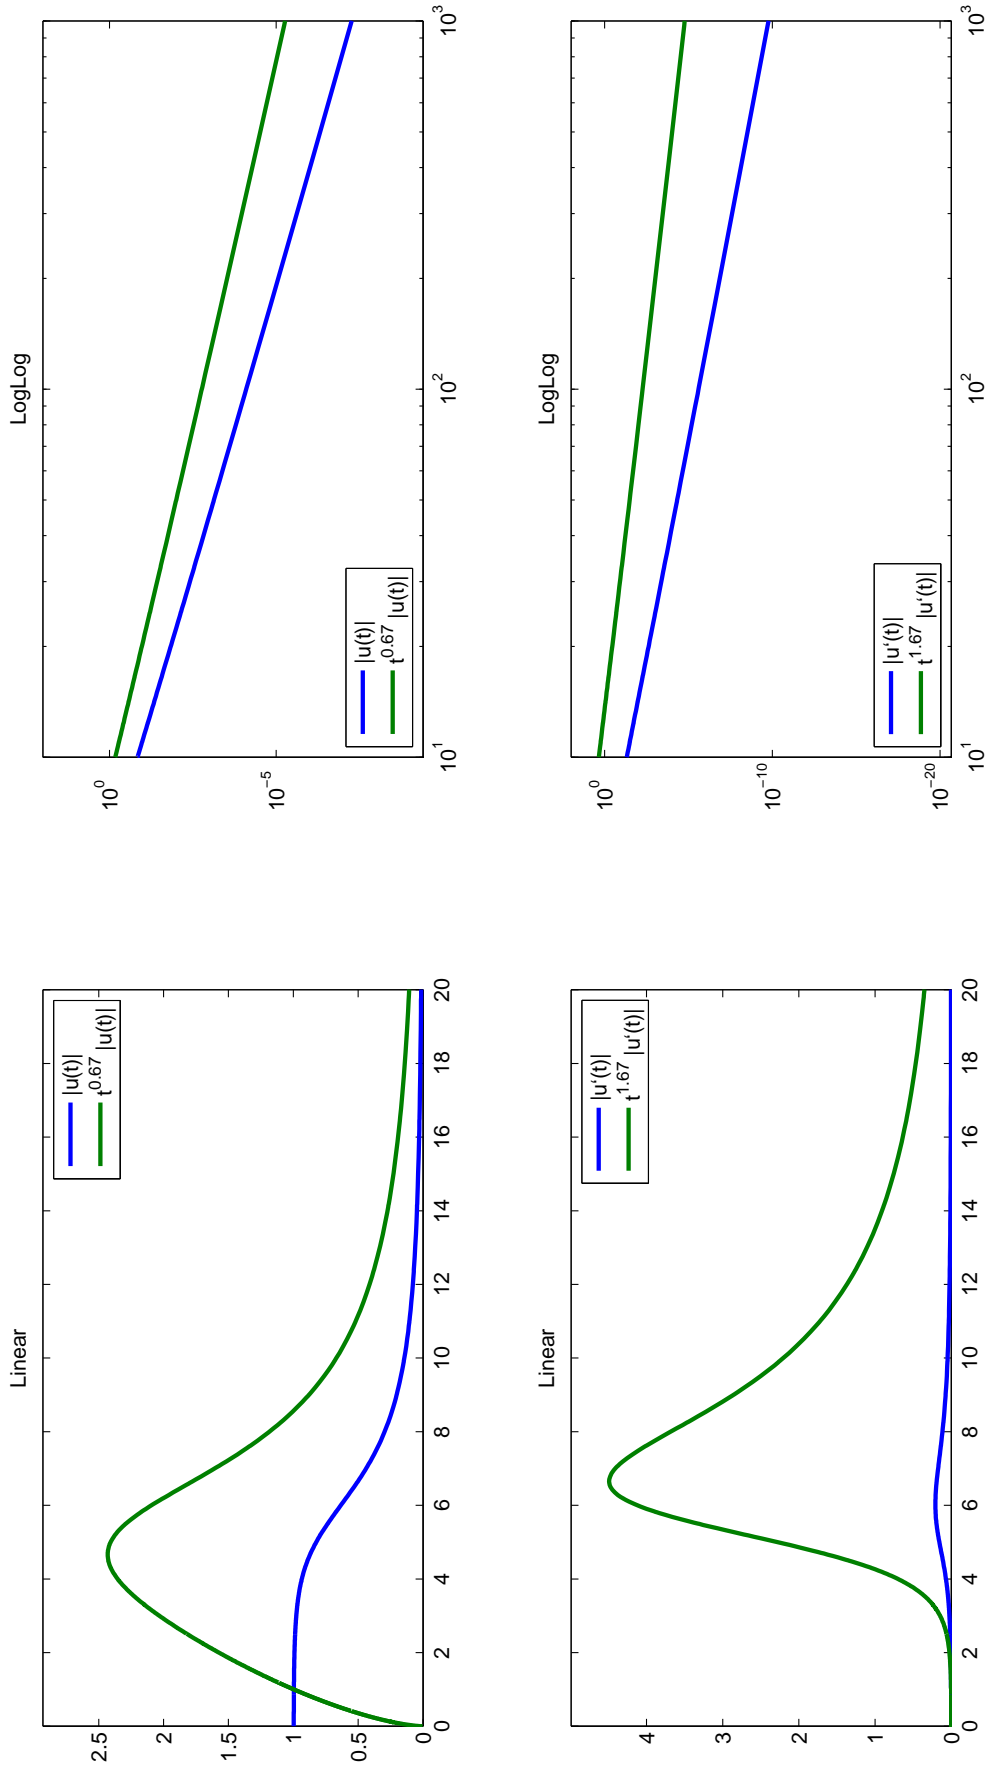 Linear
2.5
2
1.5
1
0.5
0
|u(t)|
t^0.67 |u(t)|
0 2 4 6 8 10 12 14 16 18 20
LogLog
10^0
10^−5
|u(t)|
t^0.67 |u(t)|
10^1 10^2 10^3
Linear
4
3
2
1
0
|u‘(t)|
t^1.67 |u‘(t)|
0 2 4 6 8 10 12 14 16 18 20
LogLog
10^0
10^−10
10^−20
|u‘(t)|
t^1.67 |u‘(t)|
10^1 10^2 10^3